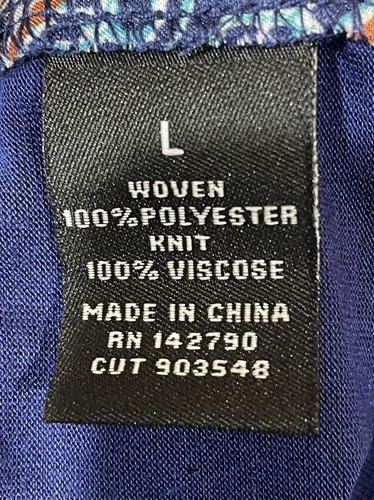 L
WOVEN
100% POLYESTER
KNIT
100% VISCOSE
MADE IN CHINA
RN 142790
CUT 903548